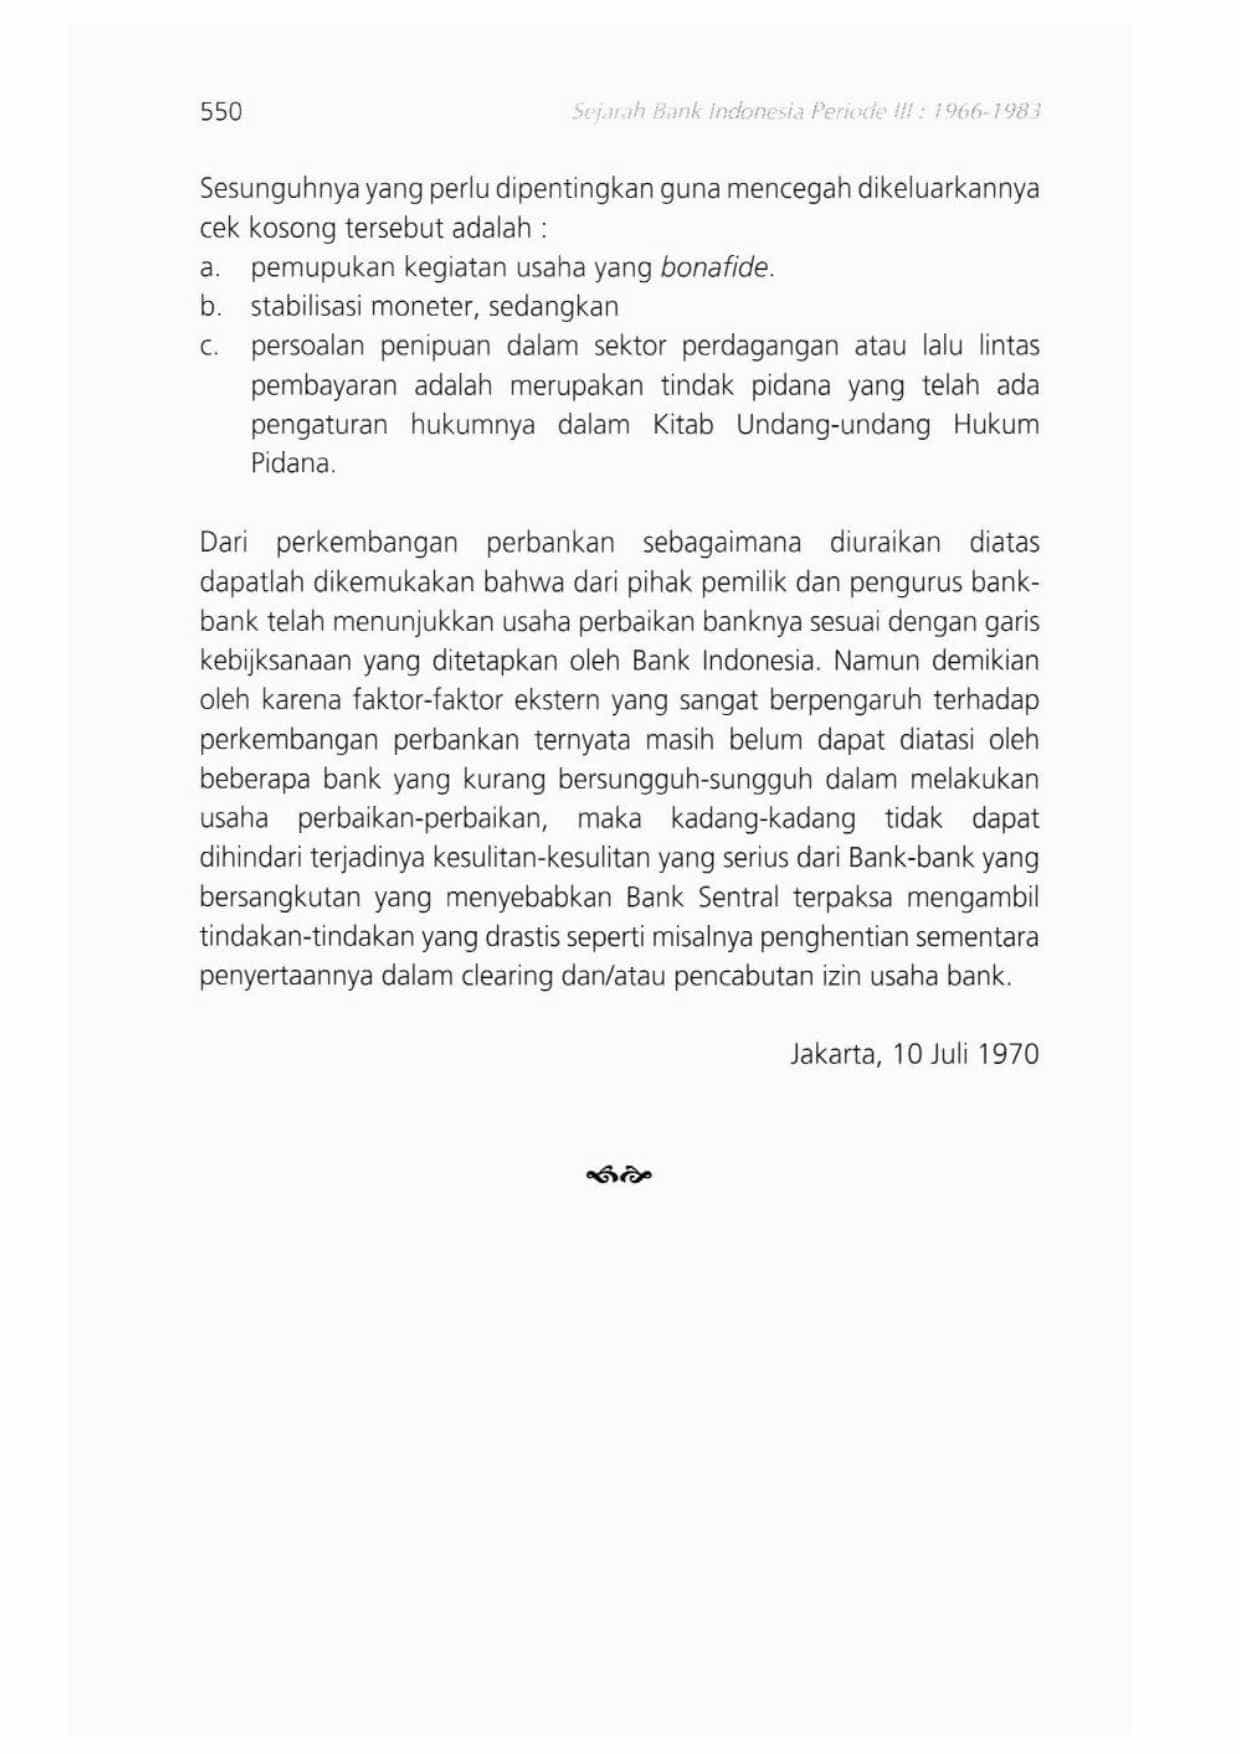 550
Sejarah Bank Indonesia Periode III : 1966-1983
Sesunguhnya yang perlu dipentingkan guna mencegah dikeluarkannya
cek kosong tersebut adalah :
a. pemupukan kegiatan usaha yang bonafide.
b. stabilisasi moneter, sedangkan
c. persoalan penipuan dalam sektor perdagangan atau lalu lintas
pembayaran adalah merupakan tindak pidana yang telah ada
pengaturan hukumnya dalam Kitab Undang-undang Hukum
Pidana.
Dari perkembangan perbankan sebagaimana diuraikan diatas
dapatlah dikemukakan bahwa dari pihak pemilik dan pengurus bank-
bank telah menunjukkan usaha perbaikan banknya sesuai dengan garis
kebijksanaan yang ditetapkan oleh Bank Indonesia. Namun demikian
oleh karena faktor-faktor ekstern yang sangat berpengaruh terhadap
perkembangan perbankan ternyata masih belum dapat diatasi oleh
beberapa bank yang kurang bersungguh-sungguh dalam melakukan
usaha perbaikan-perbaikan, maka kadang-kadang tidak dapat
dihindari terjadinya kesulitan-kesulitan yang serius dari Bank-bank yang
bersangkutan yang menyebabkan Bank Sentral terpaksa mengambil
tindakan-tindakan yang drastis seperti misalnya penghentian sementara
penyertaannya dalam clearing dan/atau pencabutan izin usaha bank.
Jakarta, 10 Juli 1970